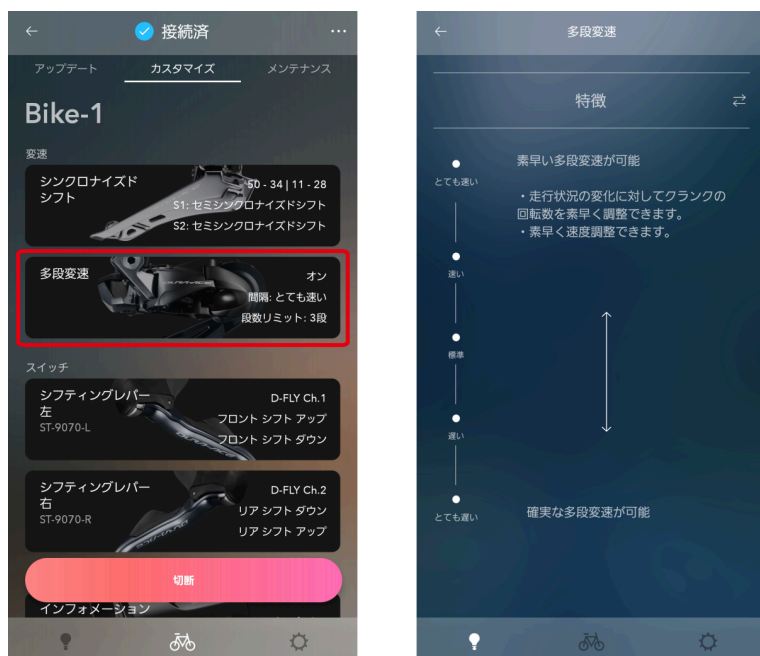 接続済
アップデート
カスタマイズ
メンテナンス
Bike-1
変速
シンクロナイズド
シフト
50 - 34 | 11 - 28
S1: セミシンクロナイズドシフト
S2: セミシンクロナイズドシフト
多段変速
オン
間隔: とても速い
段数リミット: 3段
スイッチ
シフティングレバー
左
ST-9070-L
D-FLY Ch.1
フロント シフト アップ
フロント シフト ダウン
シフティングレバー
右
ST-9070-R
D-FLY Ch.2
リア シフト ダウン
リア シフト アップ
切断
インフォメーション
多段変速
特徴
とても速い
速い
標準
遅い
とても遅い
素早い多段変速が可能
・走行状況の変化に対してクランクの
回転数を素早く調整できます。
・素早く速度調整できます。
確実な多段変速が可能